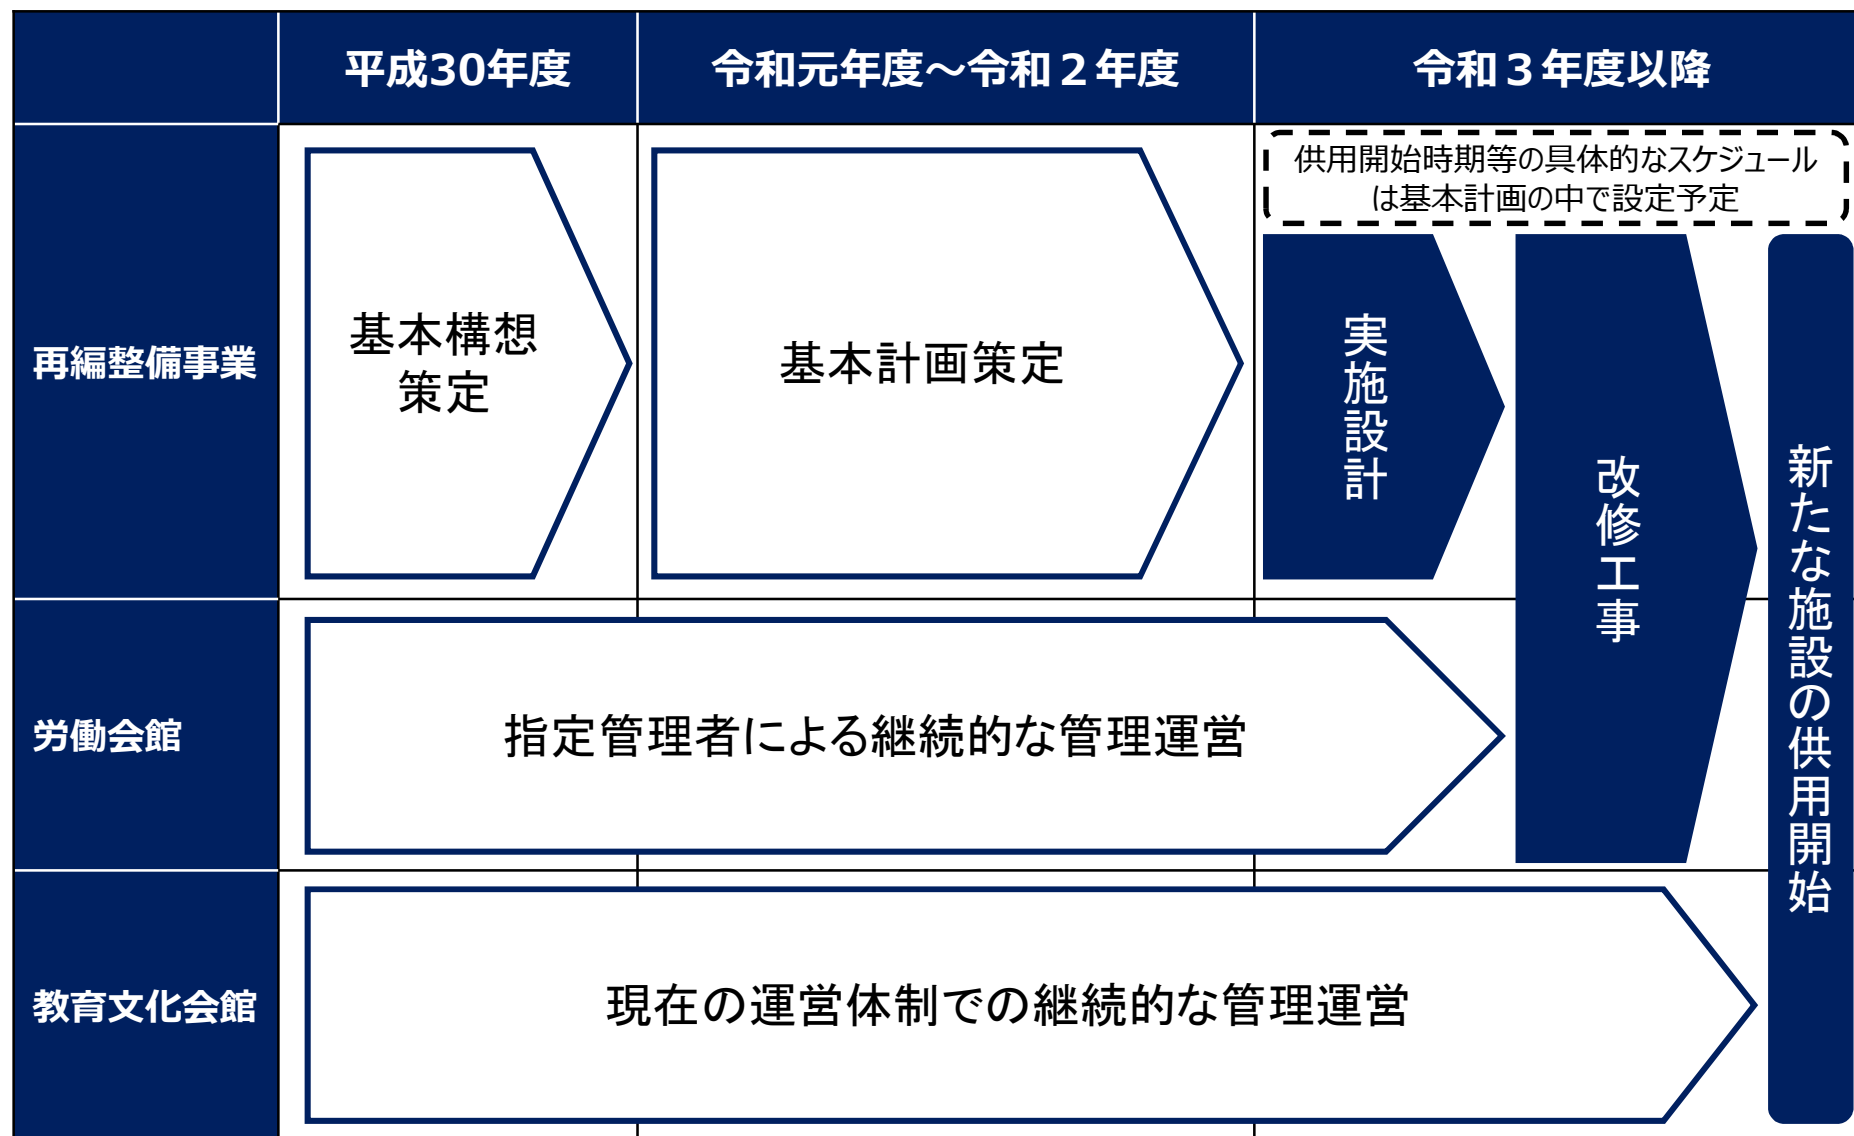 平成30年度
令和元年度～令和２年度
令和３年度以降
再編整備事業
基本構想
策定
基本計画策定
供用開始時期等の具体的なスケジュール
は基本計画の中で設定予定
実施設計
改修工事
新たな施設の供用開始
労働会館
指定管理者による継続的な管理運営
教育文化会館
現在の運営体制での継続的な管理運営